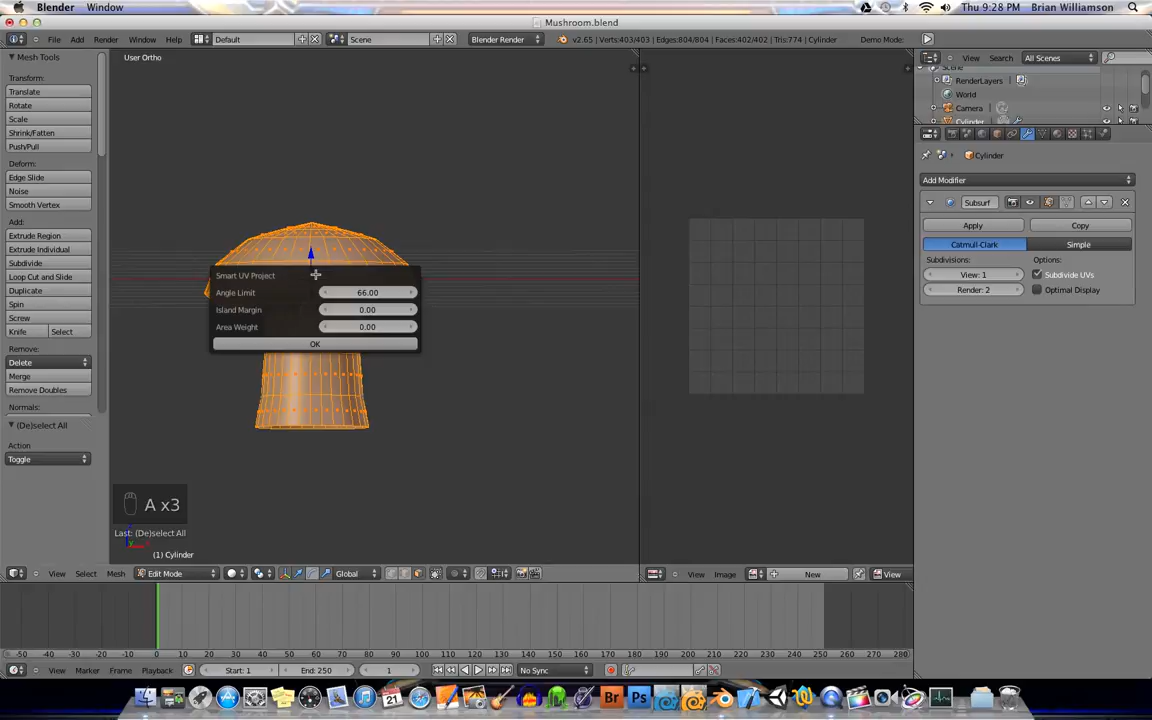 Blender File Edit View Window Help Thu 9:28 PM Brian Williamson
Mushroom.blend
File Add Render Window Help Default Scene Blender Render v2.65 | Verts:403/403 | Edges:804/804 | Faces:402/402 | Tris:774 | Cylinder Demo Mode:
Mesh Tools
Transform:
Translate
Rotate
Scale
Shrink/Fatten
Push/Pull
Deform:
Edge Slide
Noise
Smooth Vertex
Add:
Extrude Region
Extrude Individual
Subdivide
Loop Cut and Slide
Duplicate
Spin
Screw
Knife Select
Remove:
Delete
Merge
Remove Doubles
Normals:
(De)select All
Action
Toggle
User Ortho
Smart UV Project
Angle Limit 66.00
Island Margin 0.00
Area Weight 0.00
OK
A x3
Last: (De)select All
(1) Cylinder
View Select Mesh Edit Mode Global
View Image New View
View Search All Scenes
Scene
RenderLayers
World
Camera
Cylinder
Cylinder
Add Modifier
Subsurf
Apply Copy
Catmull-Clark Simple
Subdivisions: Options:
View: 1 Subdivide UVs
Render: 2 Optimal Display
-50 -40 -30 -20 -10 0 10 20 30 40 50 60 70 80 90 100 110 120 130 140 150 160 170 180 190 200 210 220 230 240 250 260 270 280
View Marker Frame Playback Start: 1 End: 250 1 No Sync
21 Br Ps